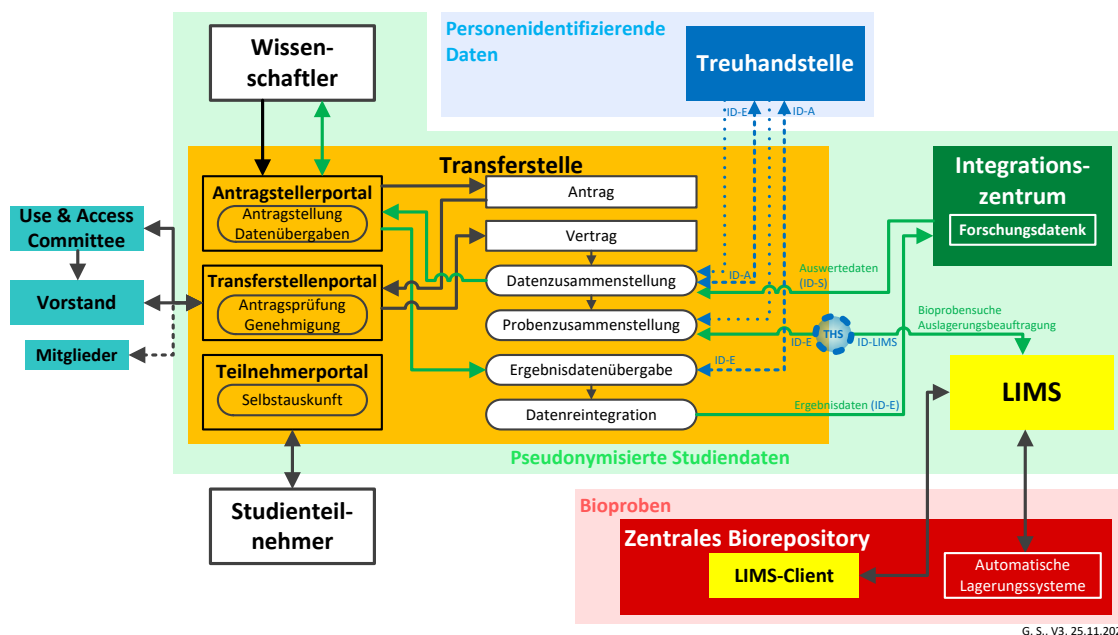 Personenidentifizierende
Daten
Wissen-
schaftler
Treuhandstelle
ID-E
ID-A
Transferstelle
Antragstellerportal
Antragstellung
Datenübergaben
Antrag
Integrations-
zentrum
Forschungsdatenk
Use & Access
Committee
Vertrag
Transferstellenportal
Antragsprüfung
Genehmigung
Vorstand
Datenzusammenstellung
ID-A
Auswertedaten
(ID-S)
Probenzusammenstellung
THS
ID-E
ID-LIMS
Bioprobensuche
Auslagerungsbeauftragung
Mitglieder
Teilnehmerportal
Selbstauskunft
ID-E
Ergebnisdatenübergabe
LIMS
Datenreintegration
Ergebnisdaten (ID-E)
Pseudonymisierte Studiendaten
Studienteil-
nehmer
Bioproben
Zentrales Biorepository
LIMS-Client
Automatische
Lagerungssysteme
G. S., V3, 25.11.202